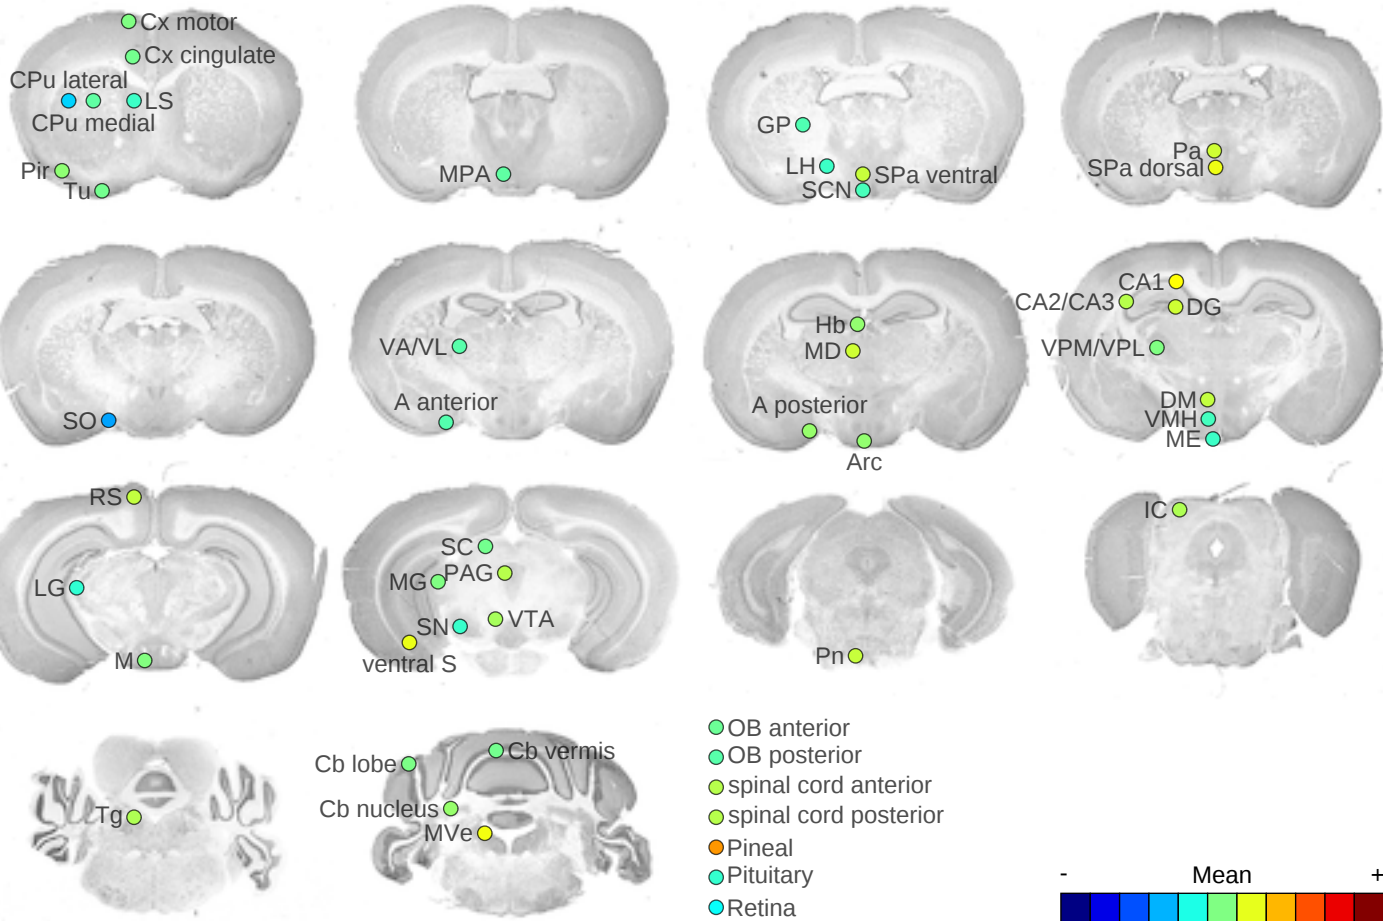 Cx motor
Cx cingulate
CPu lateral
LS
CPu medial
Pir
Tu
MPA
GP
LH
SPa ventral
SCN
Pa
SPa dorsal
SO
VA/VL
A anterior
Hb
MD
A posterior
Arc
CA1
CA2/CA3
DG
VPM/VPL
DM
VMH
ME
RS
LG
M
SC
MG
PAG
SN
VTA
ventral S
Pn
IC
Tg
Cb lobe
Cb vermis
Cb nucleus
MVe
OB anterior
OB posterior
spinal cord anterior
spinal cord posterior
Pineal
Pituitary
Retina
- Mean +